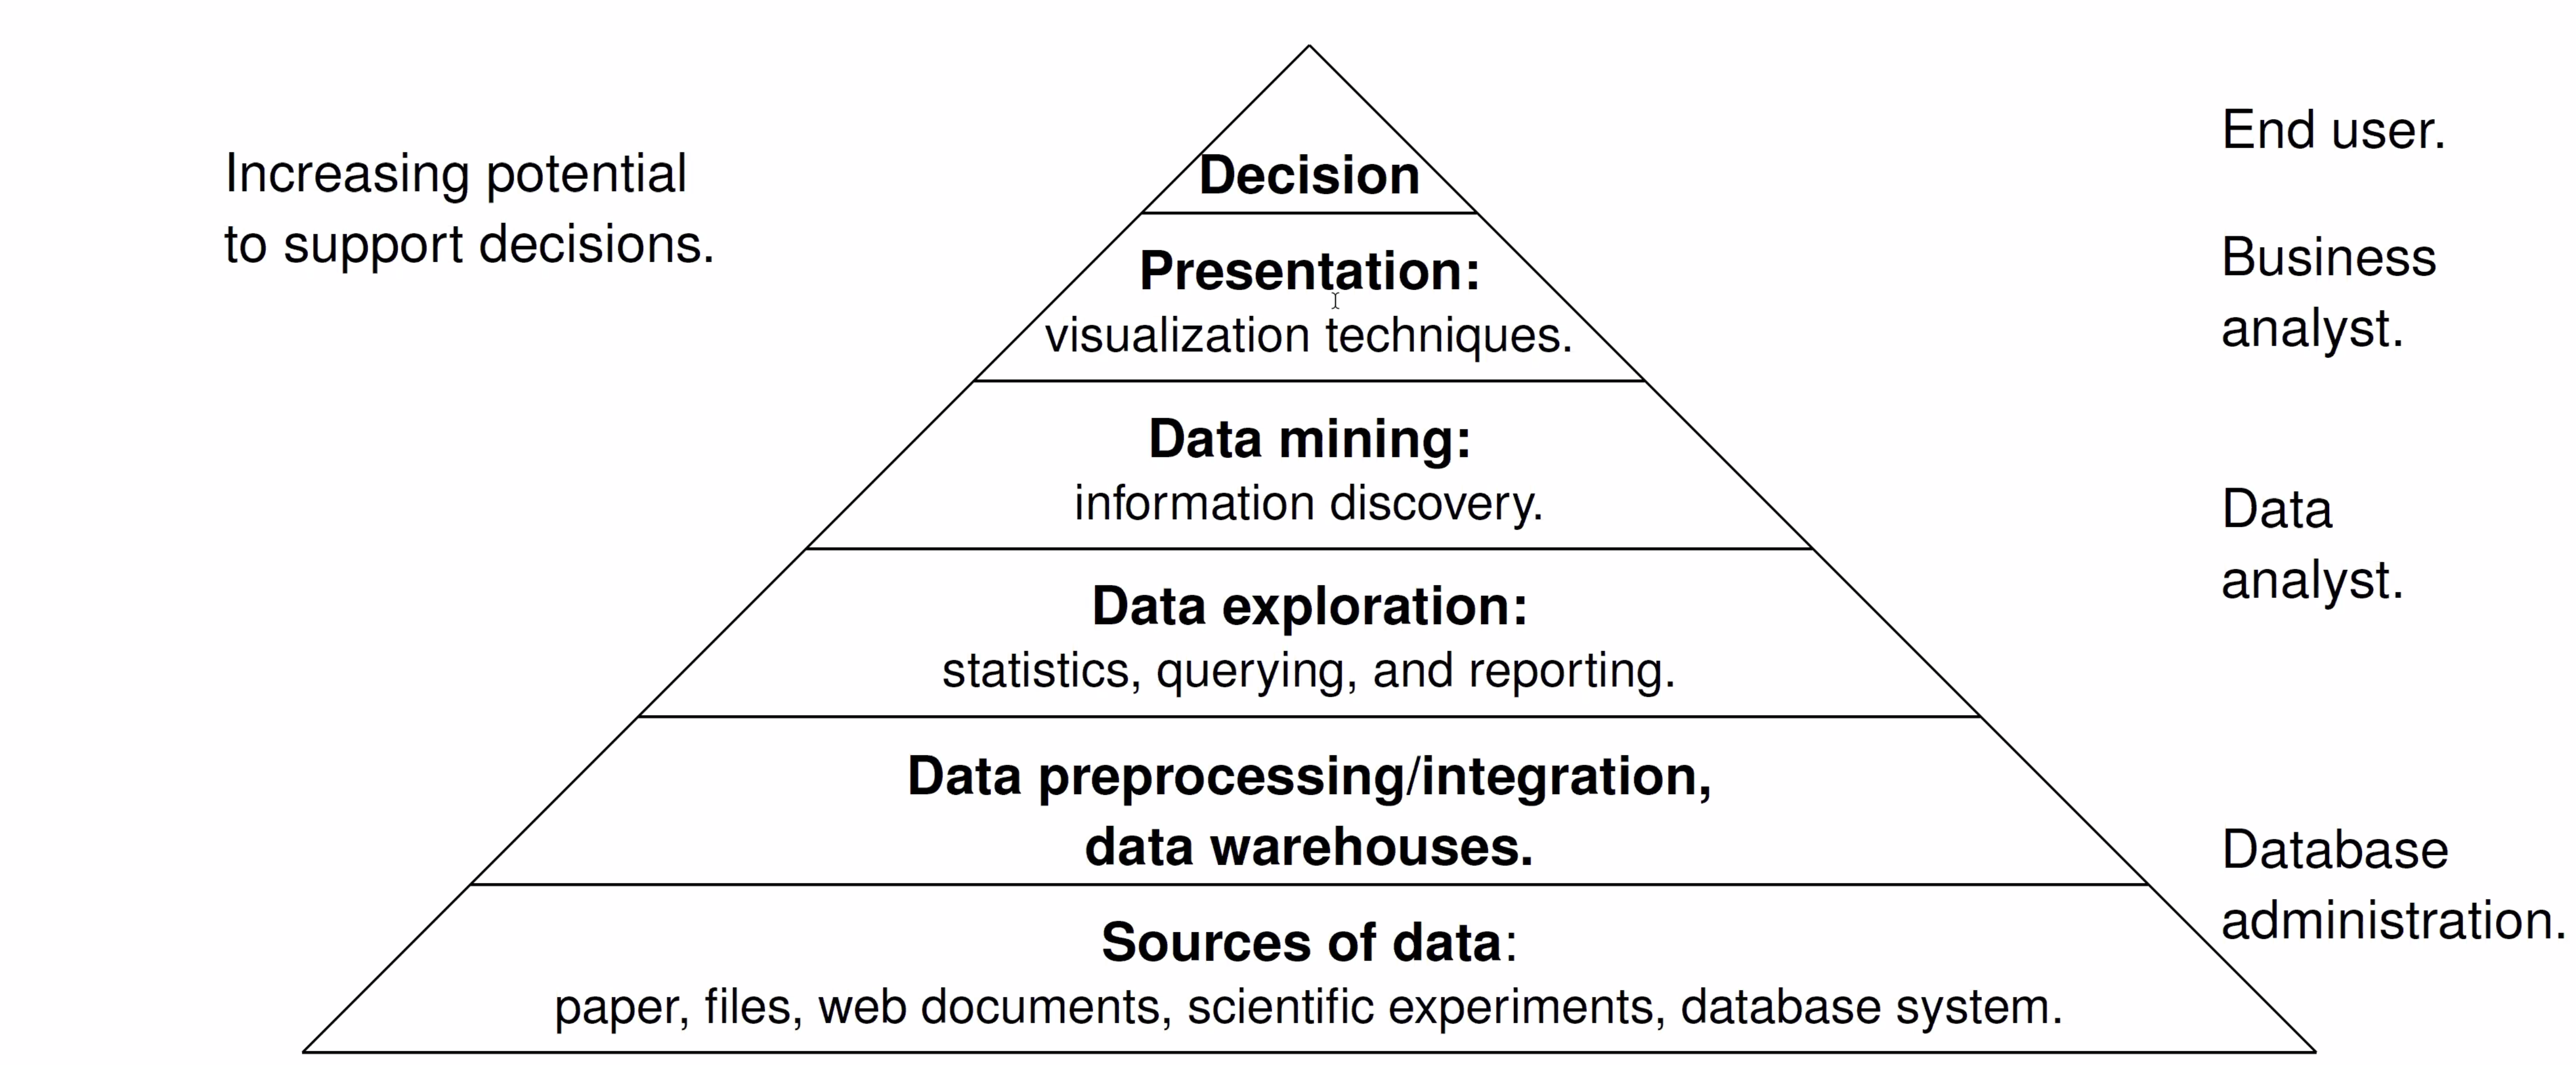 Increasing potential
to support decisions.
Decision
Presentation:
visualization techniques.
Data mining:
information discovery.
Data exploration:
statistics, querying, and reporting.
Data preprocessing/integration,
data warehouses.
Sources of data:
paper, files, web documents, scientific experiments, database system.
End user.
Business
analyst.
Data
analyst.
Database
administration.